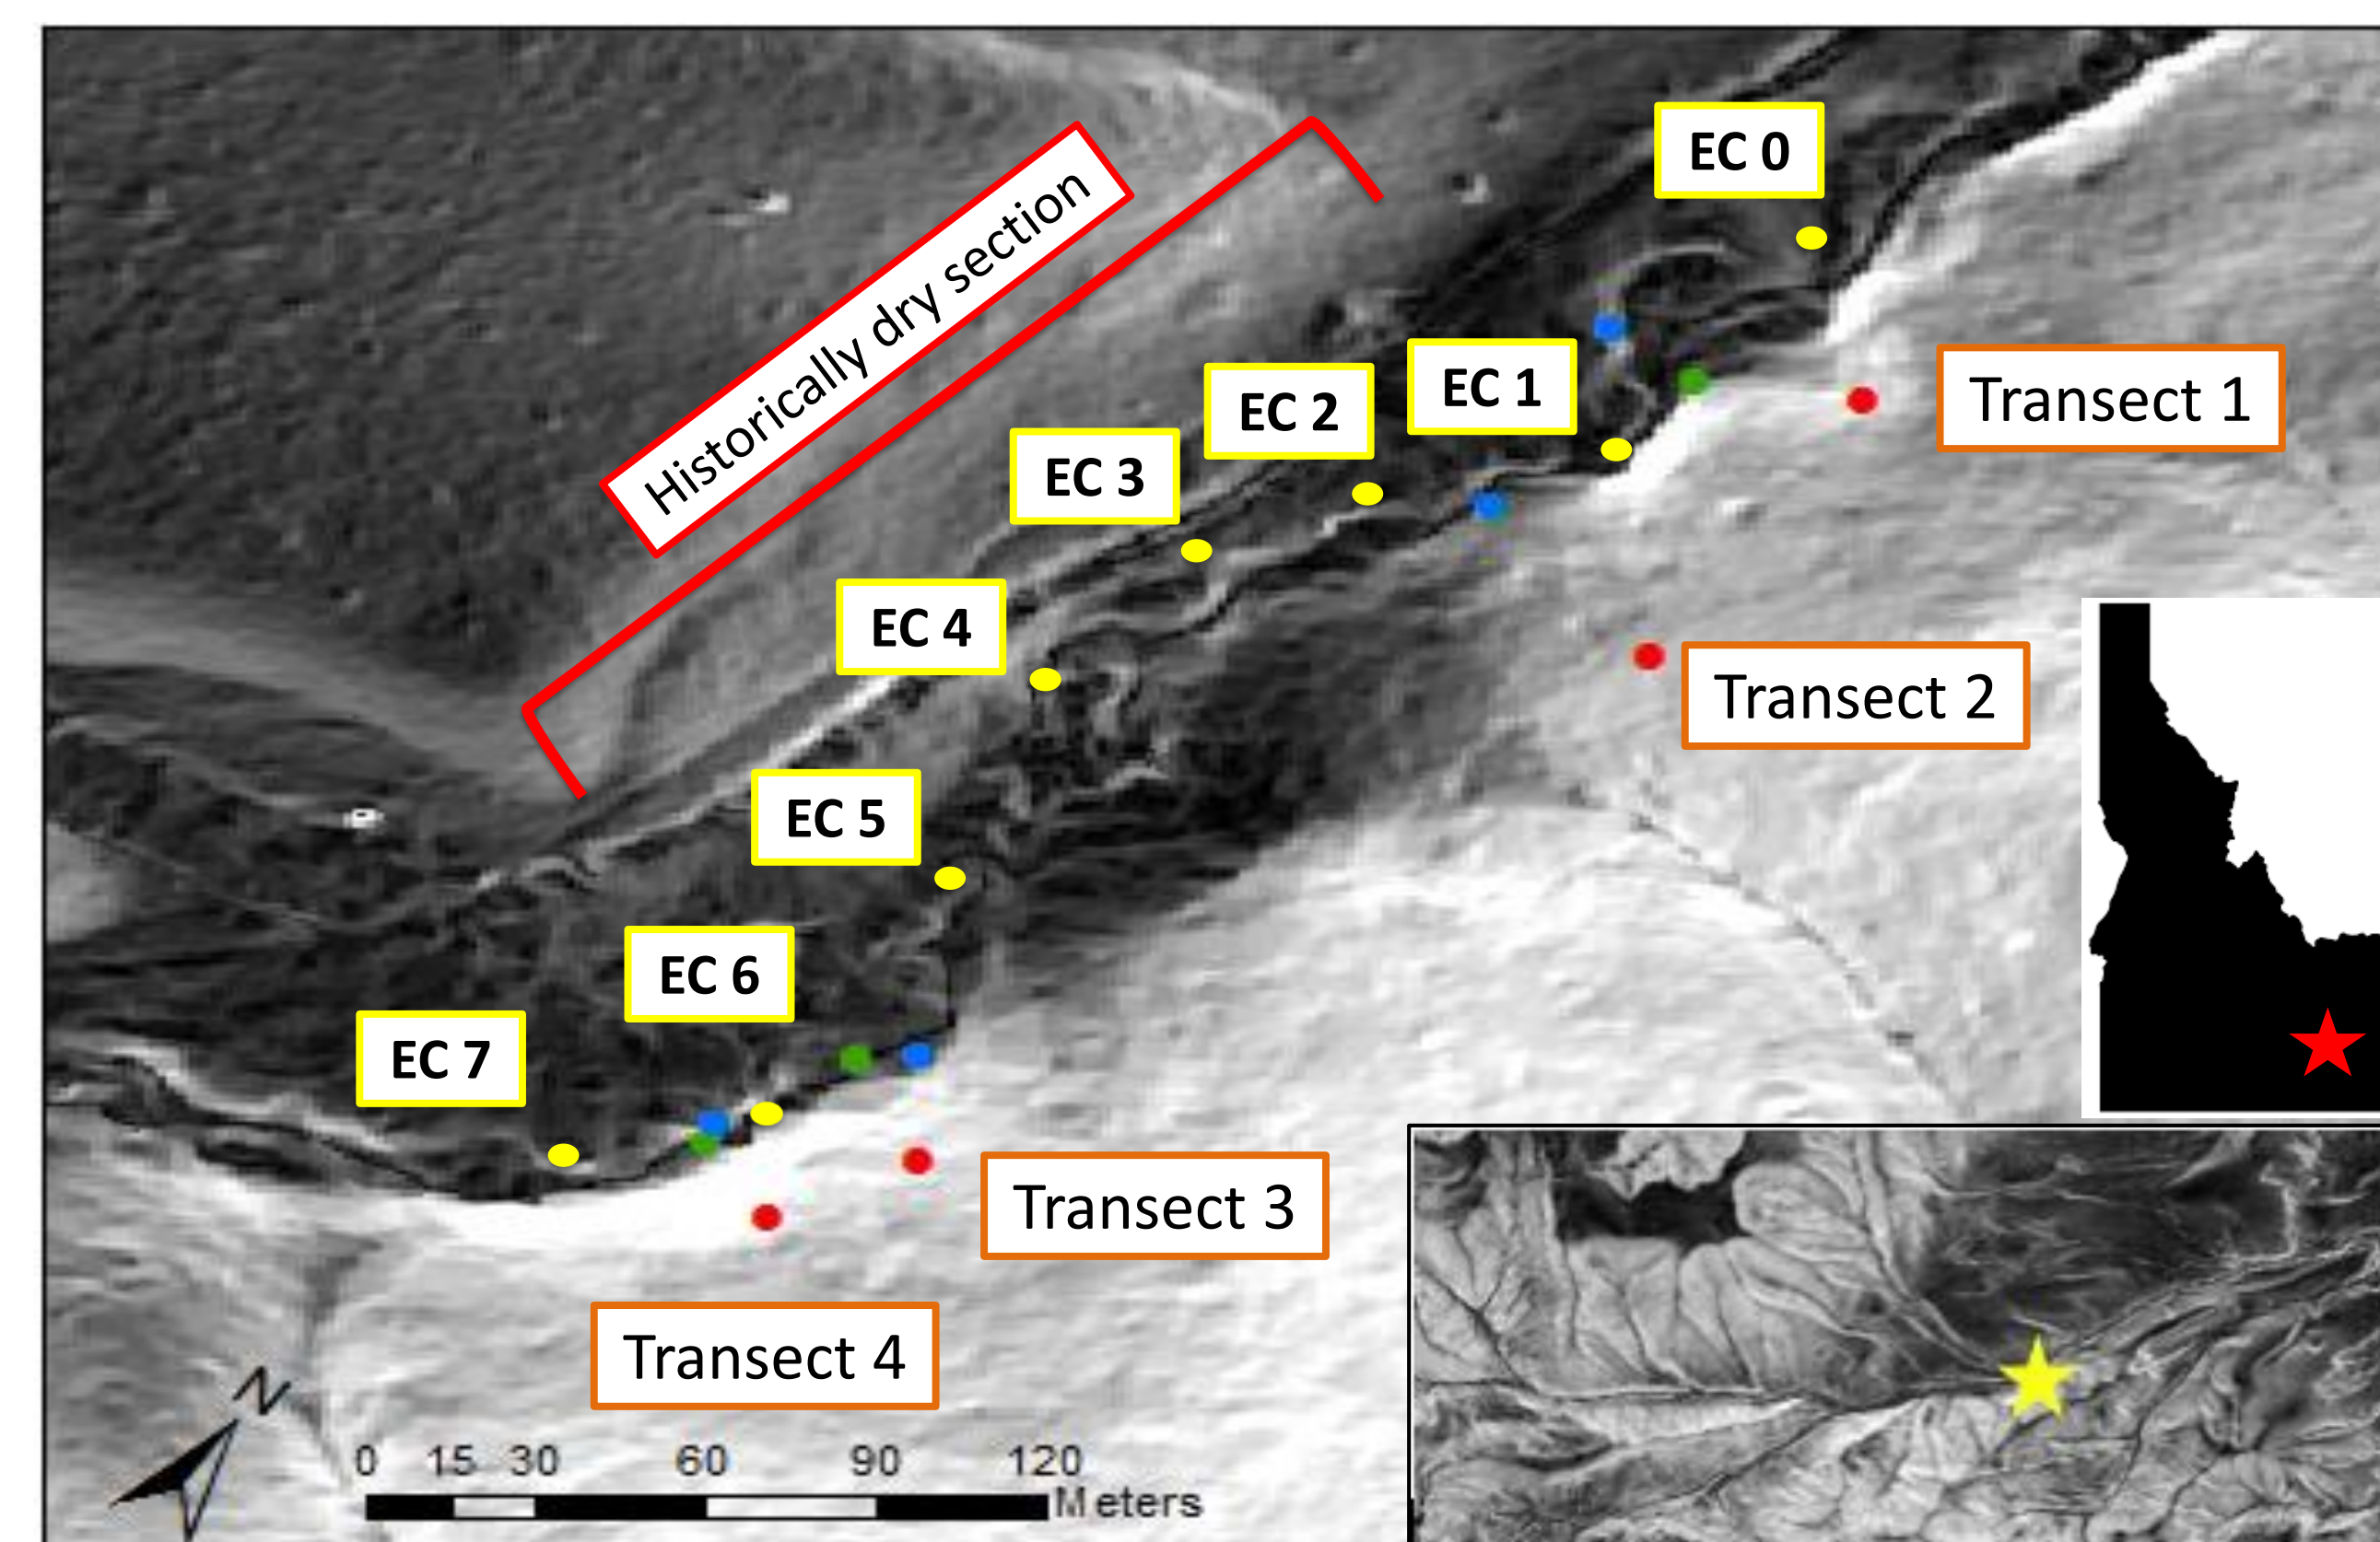 EC 0
Historically dry section
EC 1
Transect 1
EC 2
EC 3
EC 4
Transect 2
EC 5
EC 6
EC 7
Transect 3
Transect 4
N
0 15 30 60 90 120
Meters